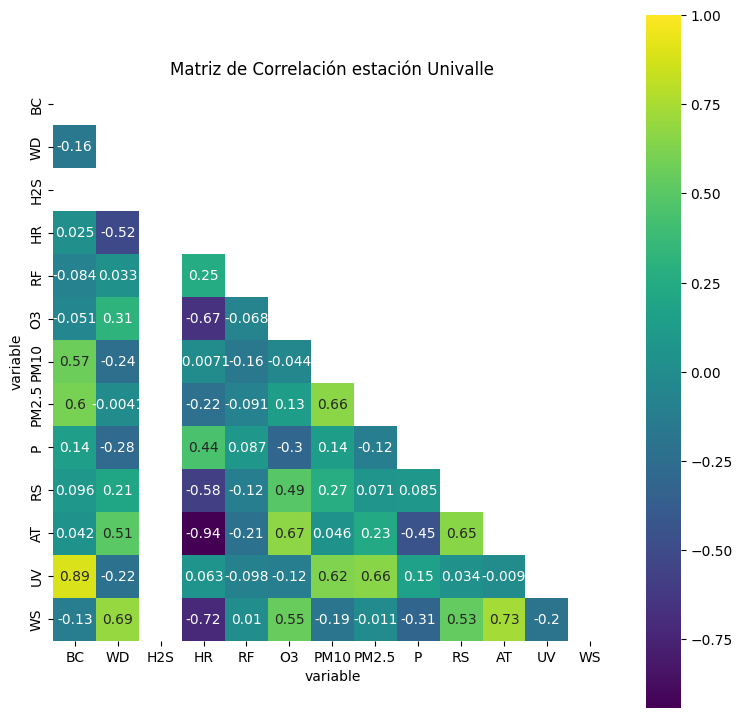 Matriz de Correlación estación Univalle
variable
BC
WD -0.16
H2S
HR 0.025 -0.52
RF -0.084 0.033 0.25
O3 -0.051 0.31 -0.67 -0.068
PM10 0.57 -0.24 0.0071 -0.16 -0.044
PM2.5 0.6 -0.0041 -0.22 -0.091 0.13 0.66
P 0.14 -0.28 0.44 0.087 -0.3 0.14 -0.12
RS 0.096 0.21 -0.58 -0.12 0.49 0.27 0.071 0.085
AT 0.042 0.51 -0.94 -0.21 0.67 0.046 0.23 -0.45 0.65
UV 0.89 -0.22 0.063 -0.098 -0.12 0.62 0.66 0.15 0.034 -0.009
WS -0.13 0.69 -0.72 0.01 0.55 -0.19 -0.011 -0.31 0.53 0.73 -0.2
BC WD H2S HR RF O3 PM10 PM2.5 P RS AT UV WS
variable
1.00
0.75
0.50
0.25
0.00
−0.25
−0.50
−0.75